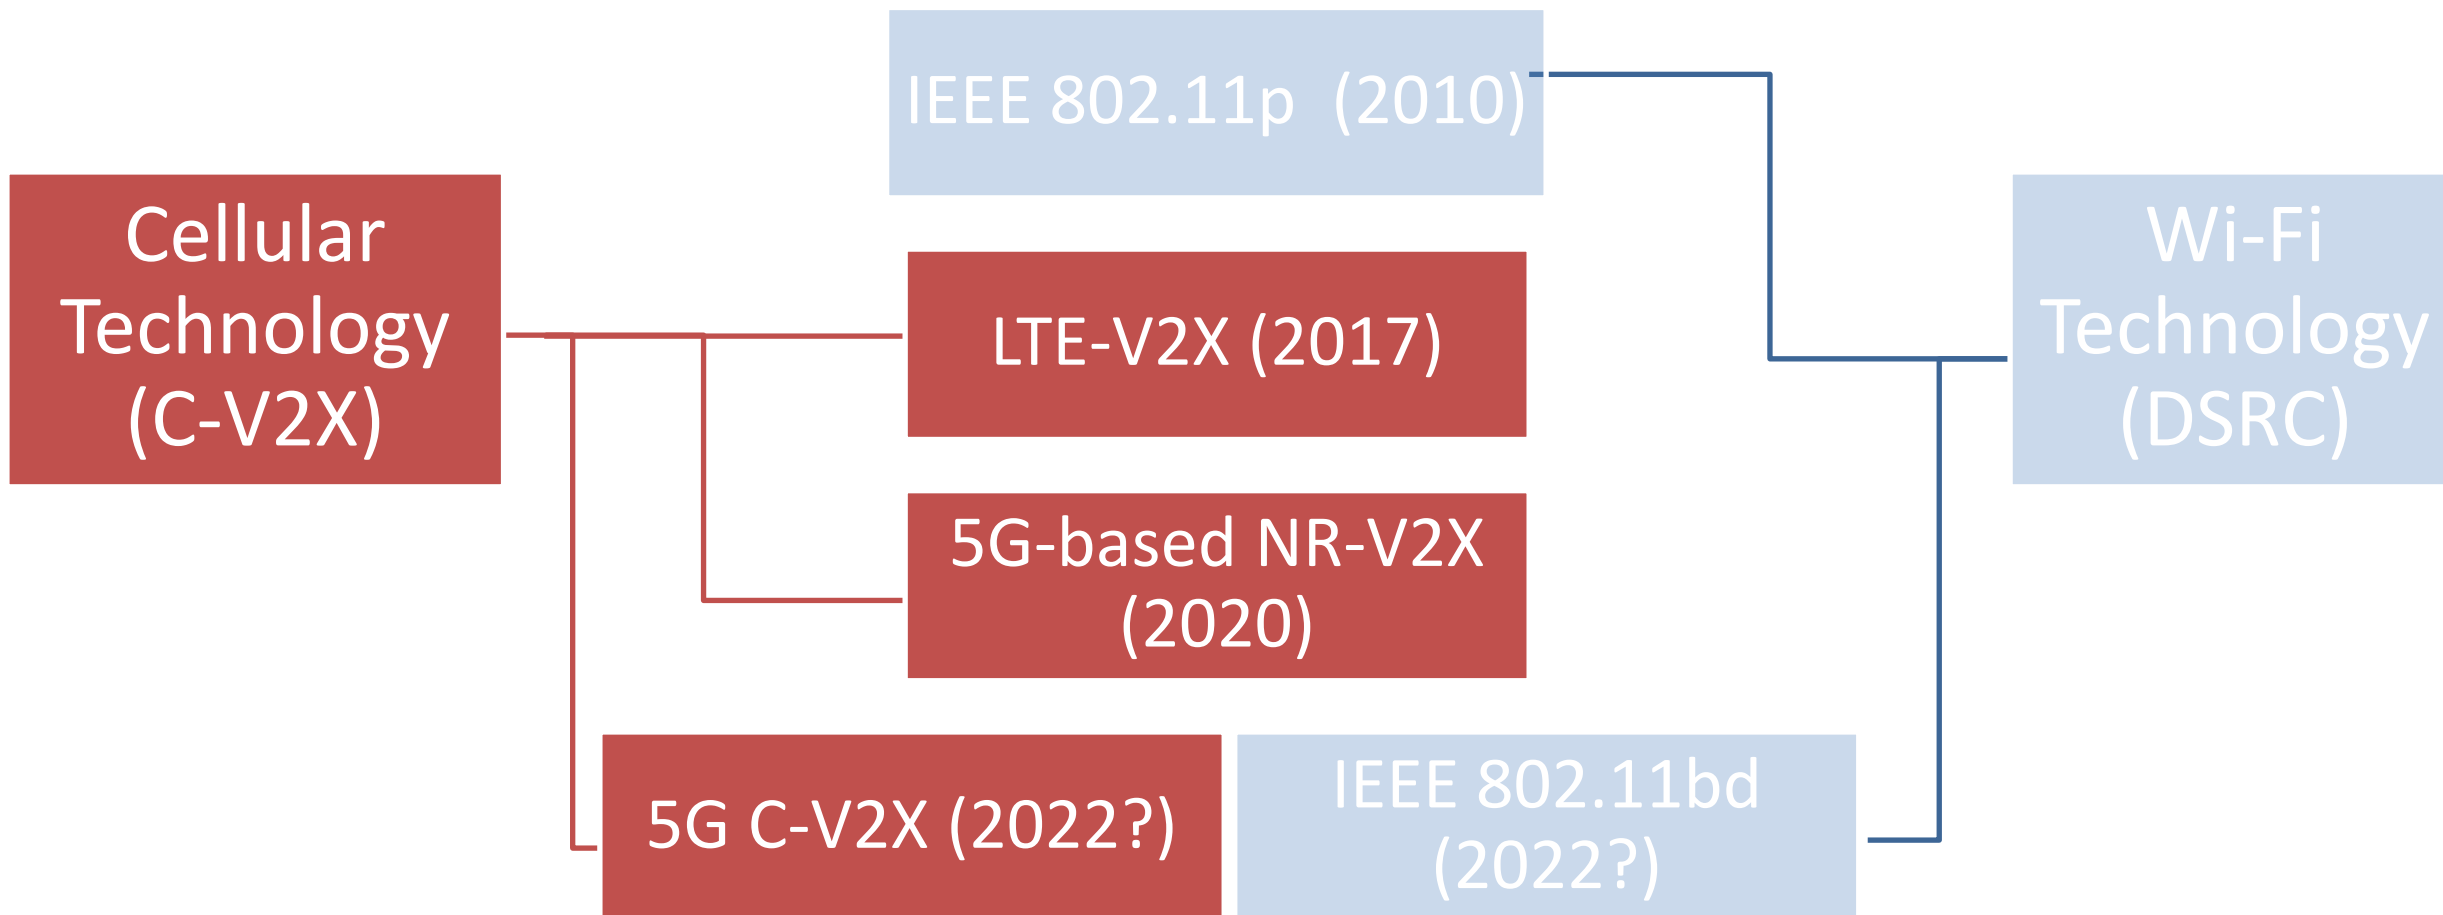 IEEE 802.11p  (2010)
Cellular
Technology
(C-V2X)
LTE-V2X (2017)
Wi-Fi
Technology
(DSRC)
5G-based NR-V2X
(2020)
5G C-V2X (2022?)
IEEE 802.11bd
(2022?)